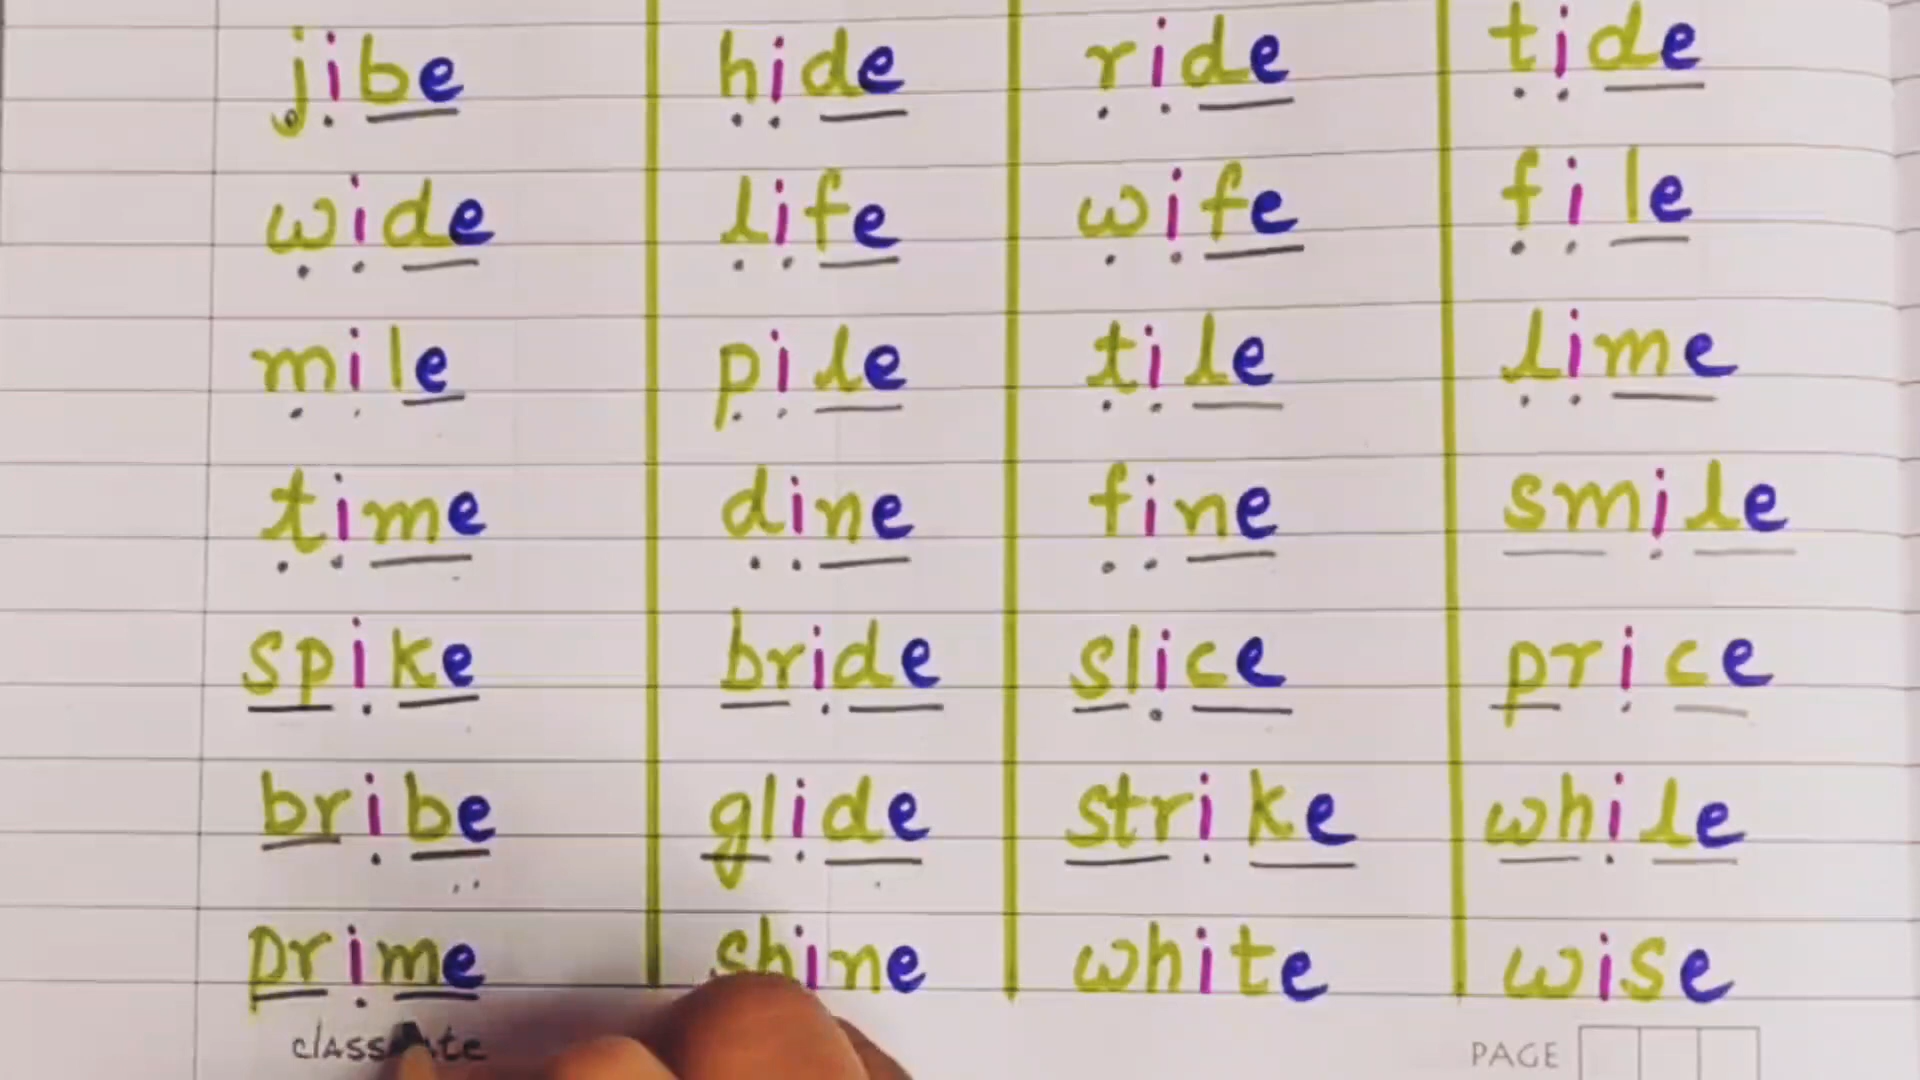 jibe hide ride tide
wide life wife file
mile pile tile lime
time dine fine smile
spike bride slice price
bribe glide strike while
prime shine white wise
classmate
PAGE